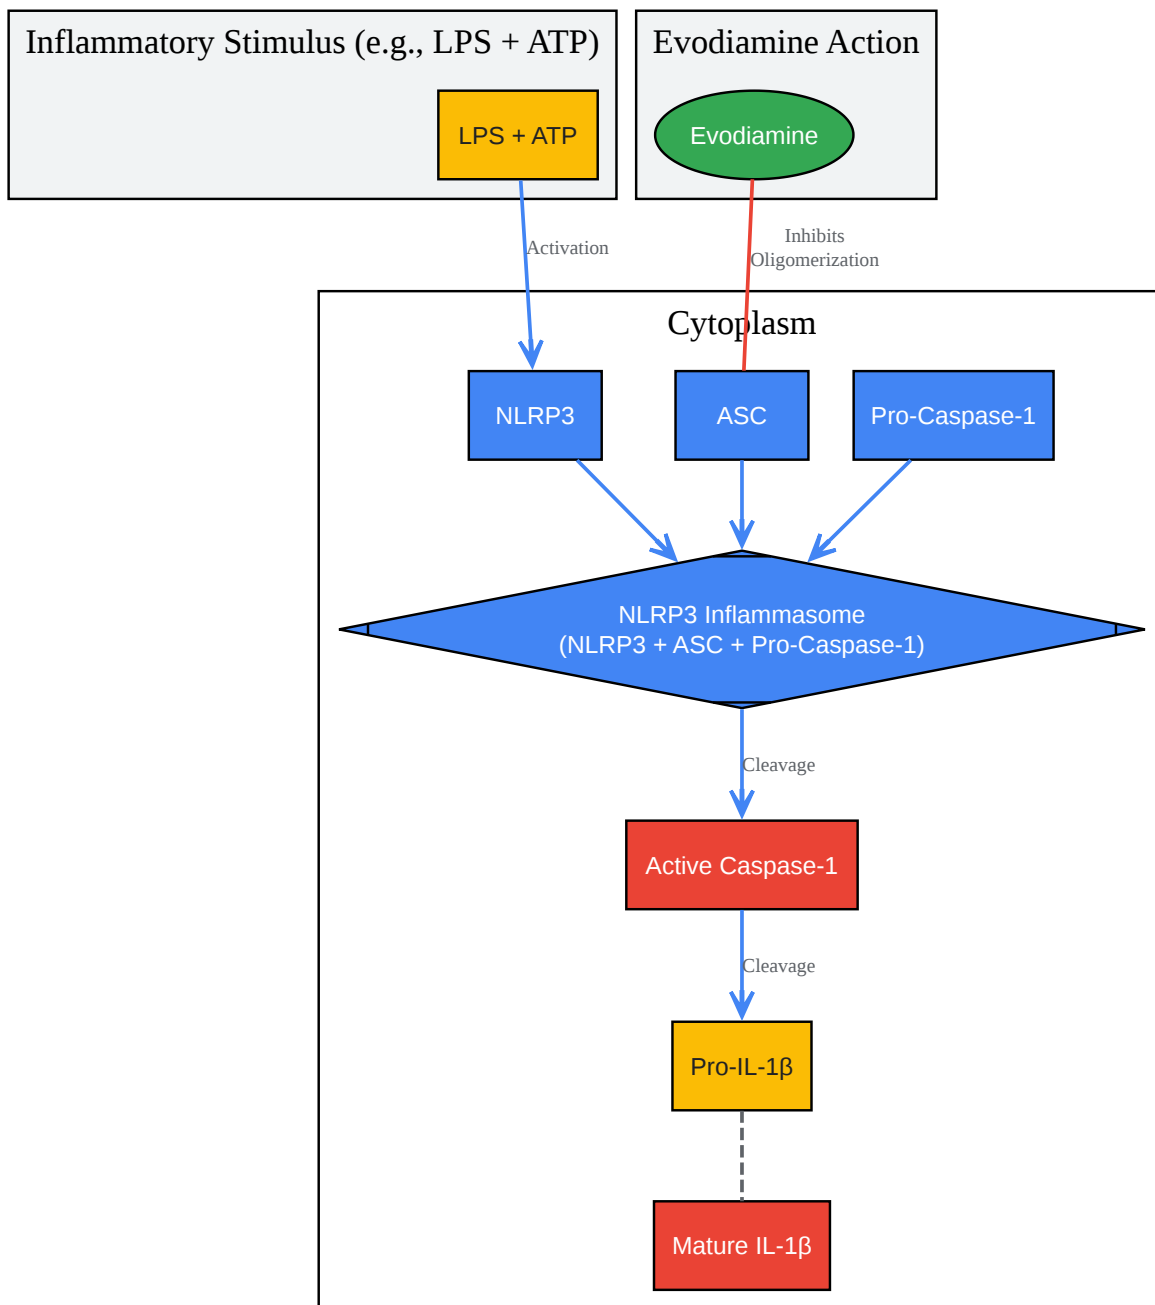 Inflammatory Stimulus (e.g., LPS + ATP)
Evodiamine Action
LPS + ATP
Evodiamine
Activation
Inhibits
Oligomerization
Cytoplasm
NLRP3
ASC
Pro-Caspase-1
NLRP3 Inflammasome
(NLRP3 + ASC + Pro-Caspase-1)
Cleavage
Active Caspase-1
Cleavage
Pro-IL-1β
Mature IL-1β